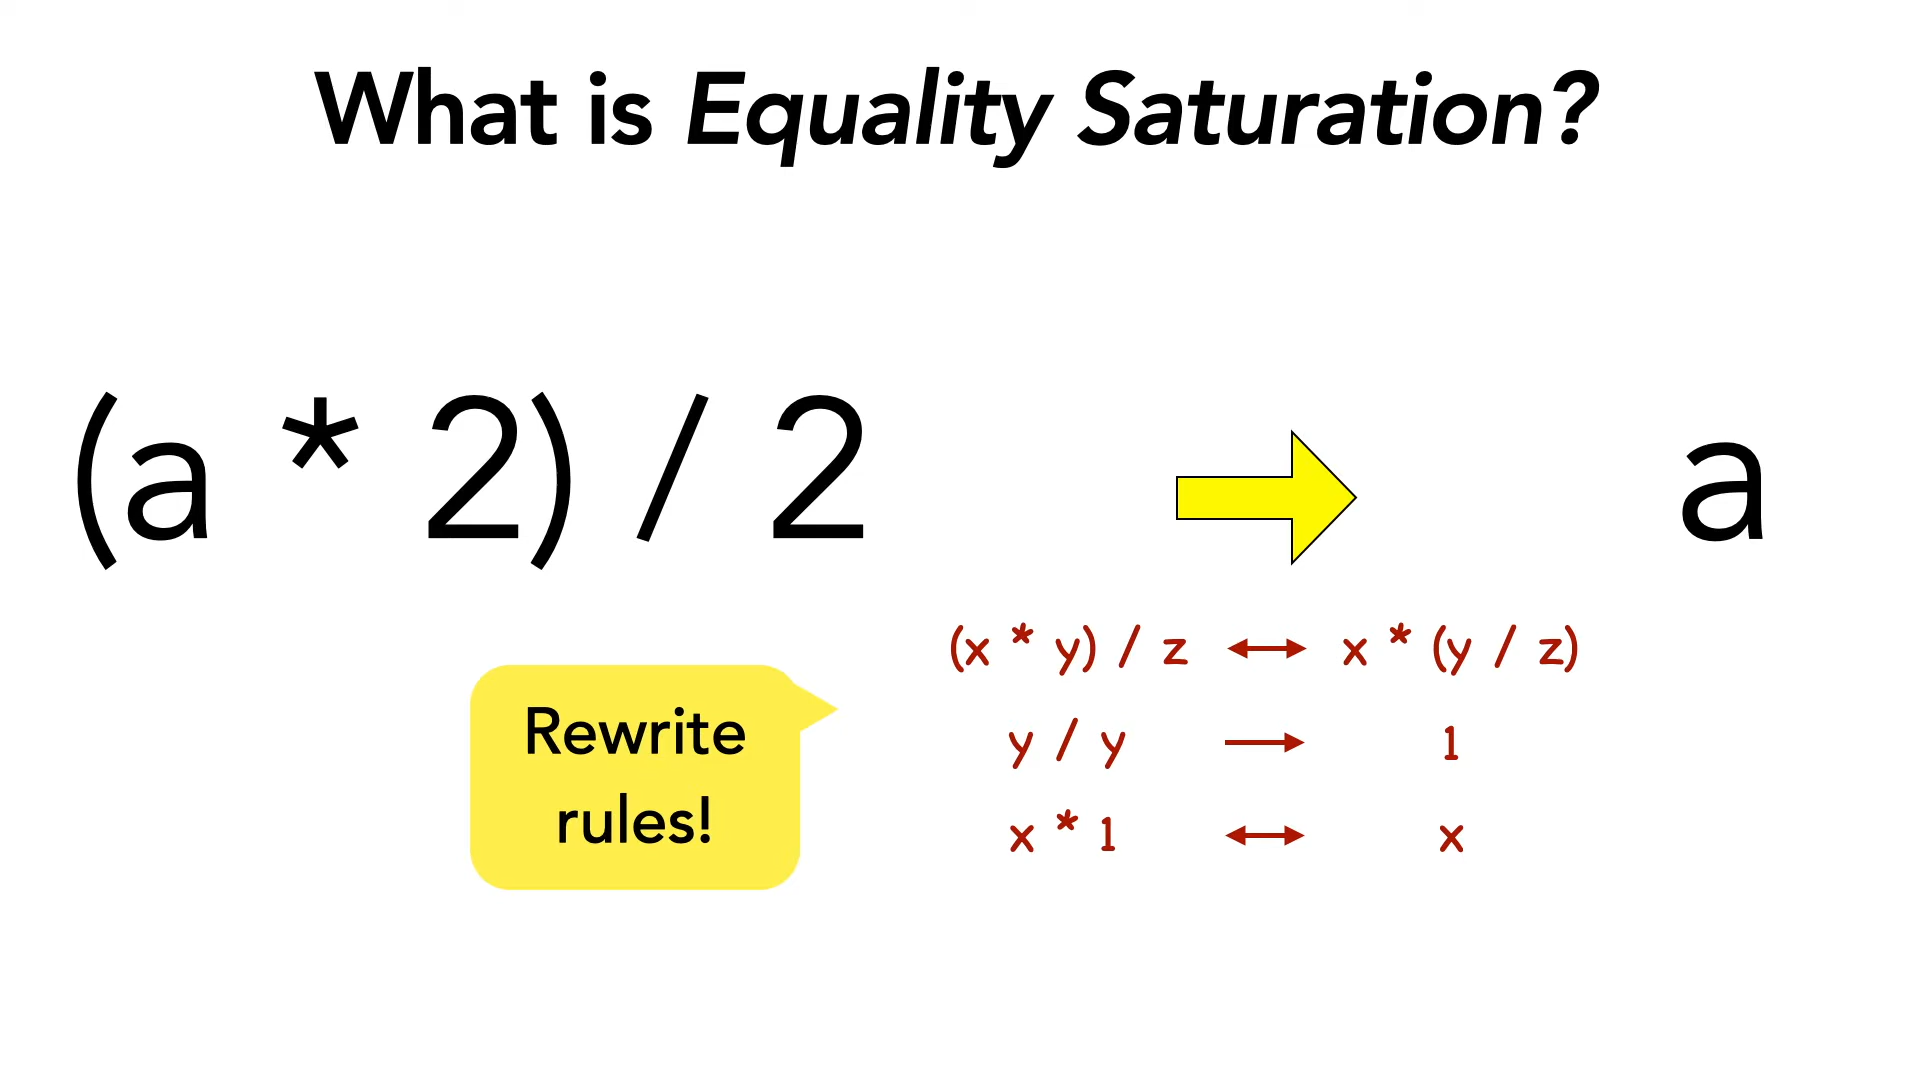 What is Equality Saturation?
(a * 2) / 2 a
(x * y) / z ↔ x * (y / z)
Rewrite
rules!
y / y → 1
x * 1 ↔ x